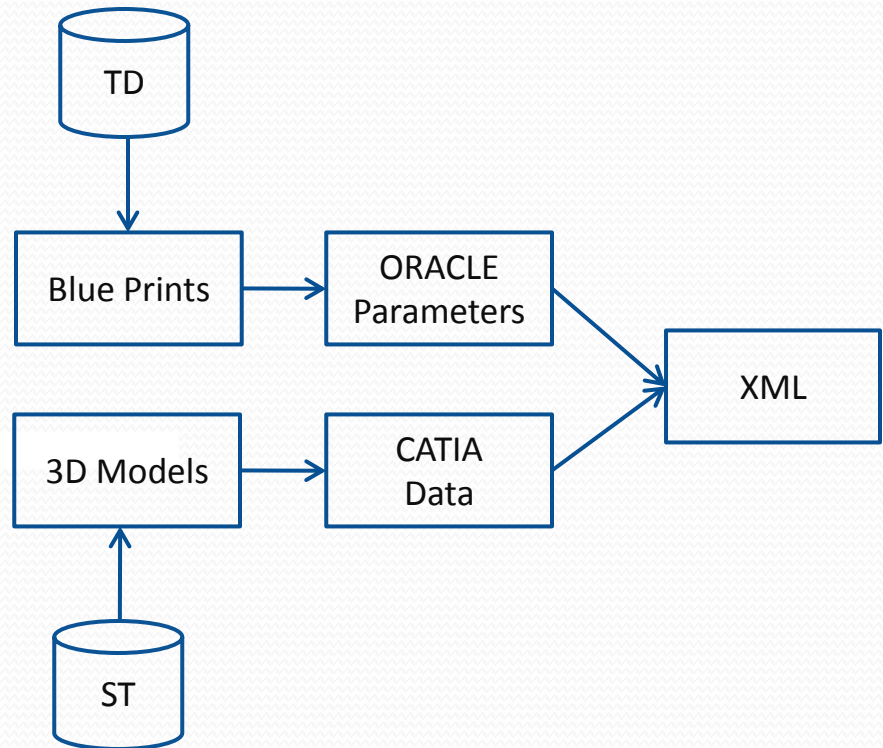 TD
Blue Prints
ORACLE
Parameters
XML
3D Models
CATIA
Data
ST